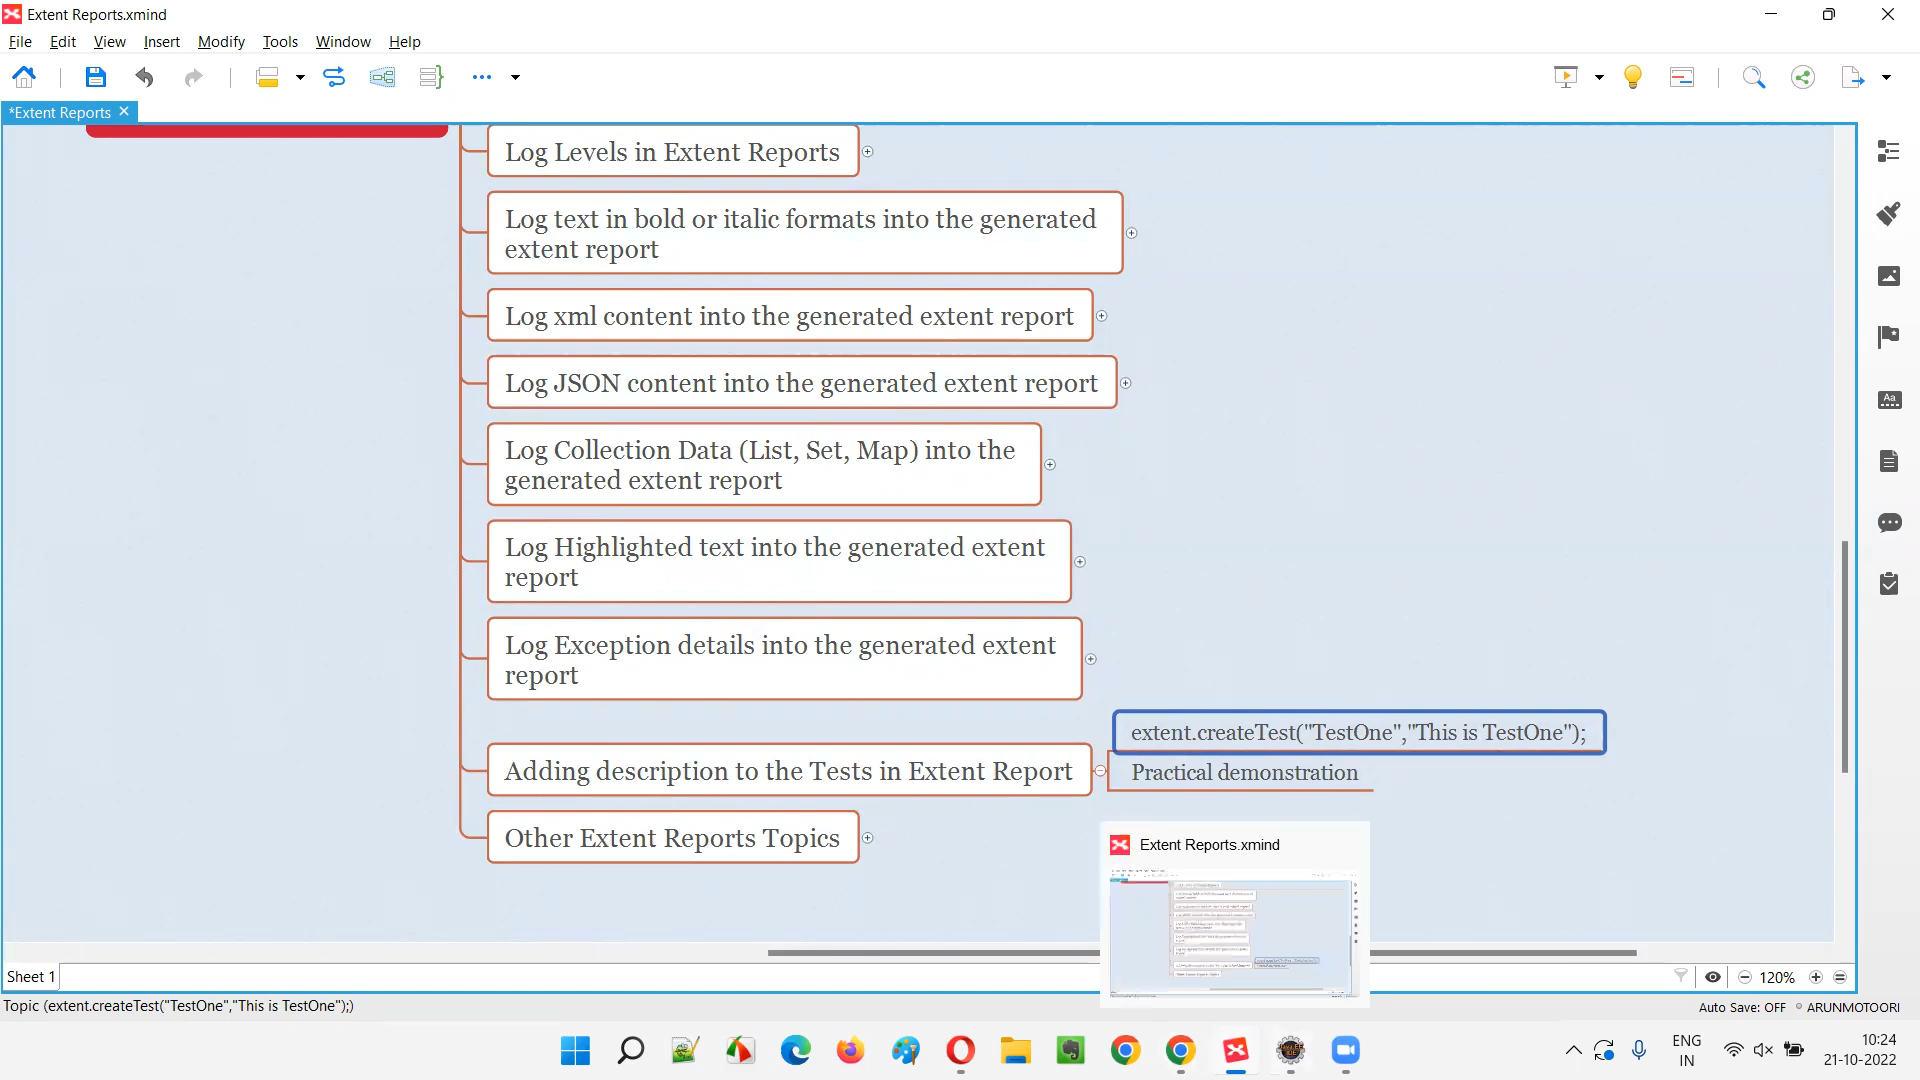 Extent Reports.xmind
File Edit View Insert Modify Tools Window Help
*Extent Reports
Log Levels in Extent Reports
Log text in bold or italic formats into the generated
extent report
Log xml content into the generated extent report
Log JSON content into the generated extent report
Log Collection Data (List, Set, Map) into the
generated extent report
Log Highlighted text into the generated extent
report
Log Exception details into the generated extent
report
extent.createTest("TestOne","This is TestOne");
Adding description to the Tests in Extent Report
Practical demonstration
Other Extent Reports Topics
Extent Reports.xmind
Sheet 1
120%
Topic (extent.createTest("TestOne","This is TestOne");)
Auto Save: OFF
ARUNMOTOORI
ENG
IN
10:24
21-10-2022